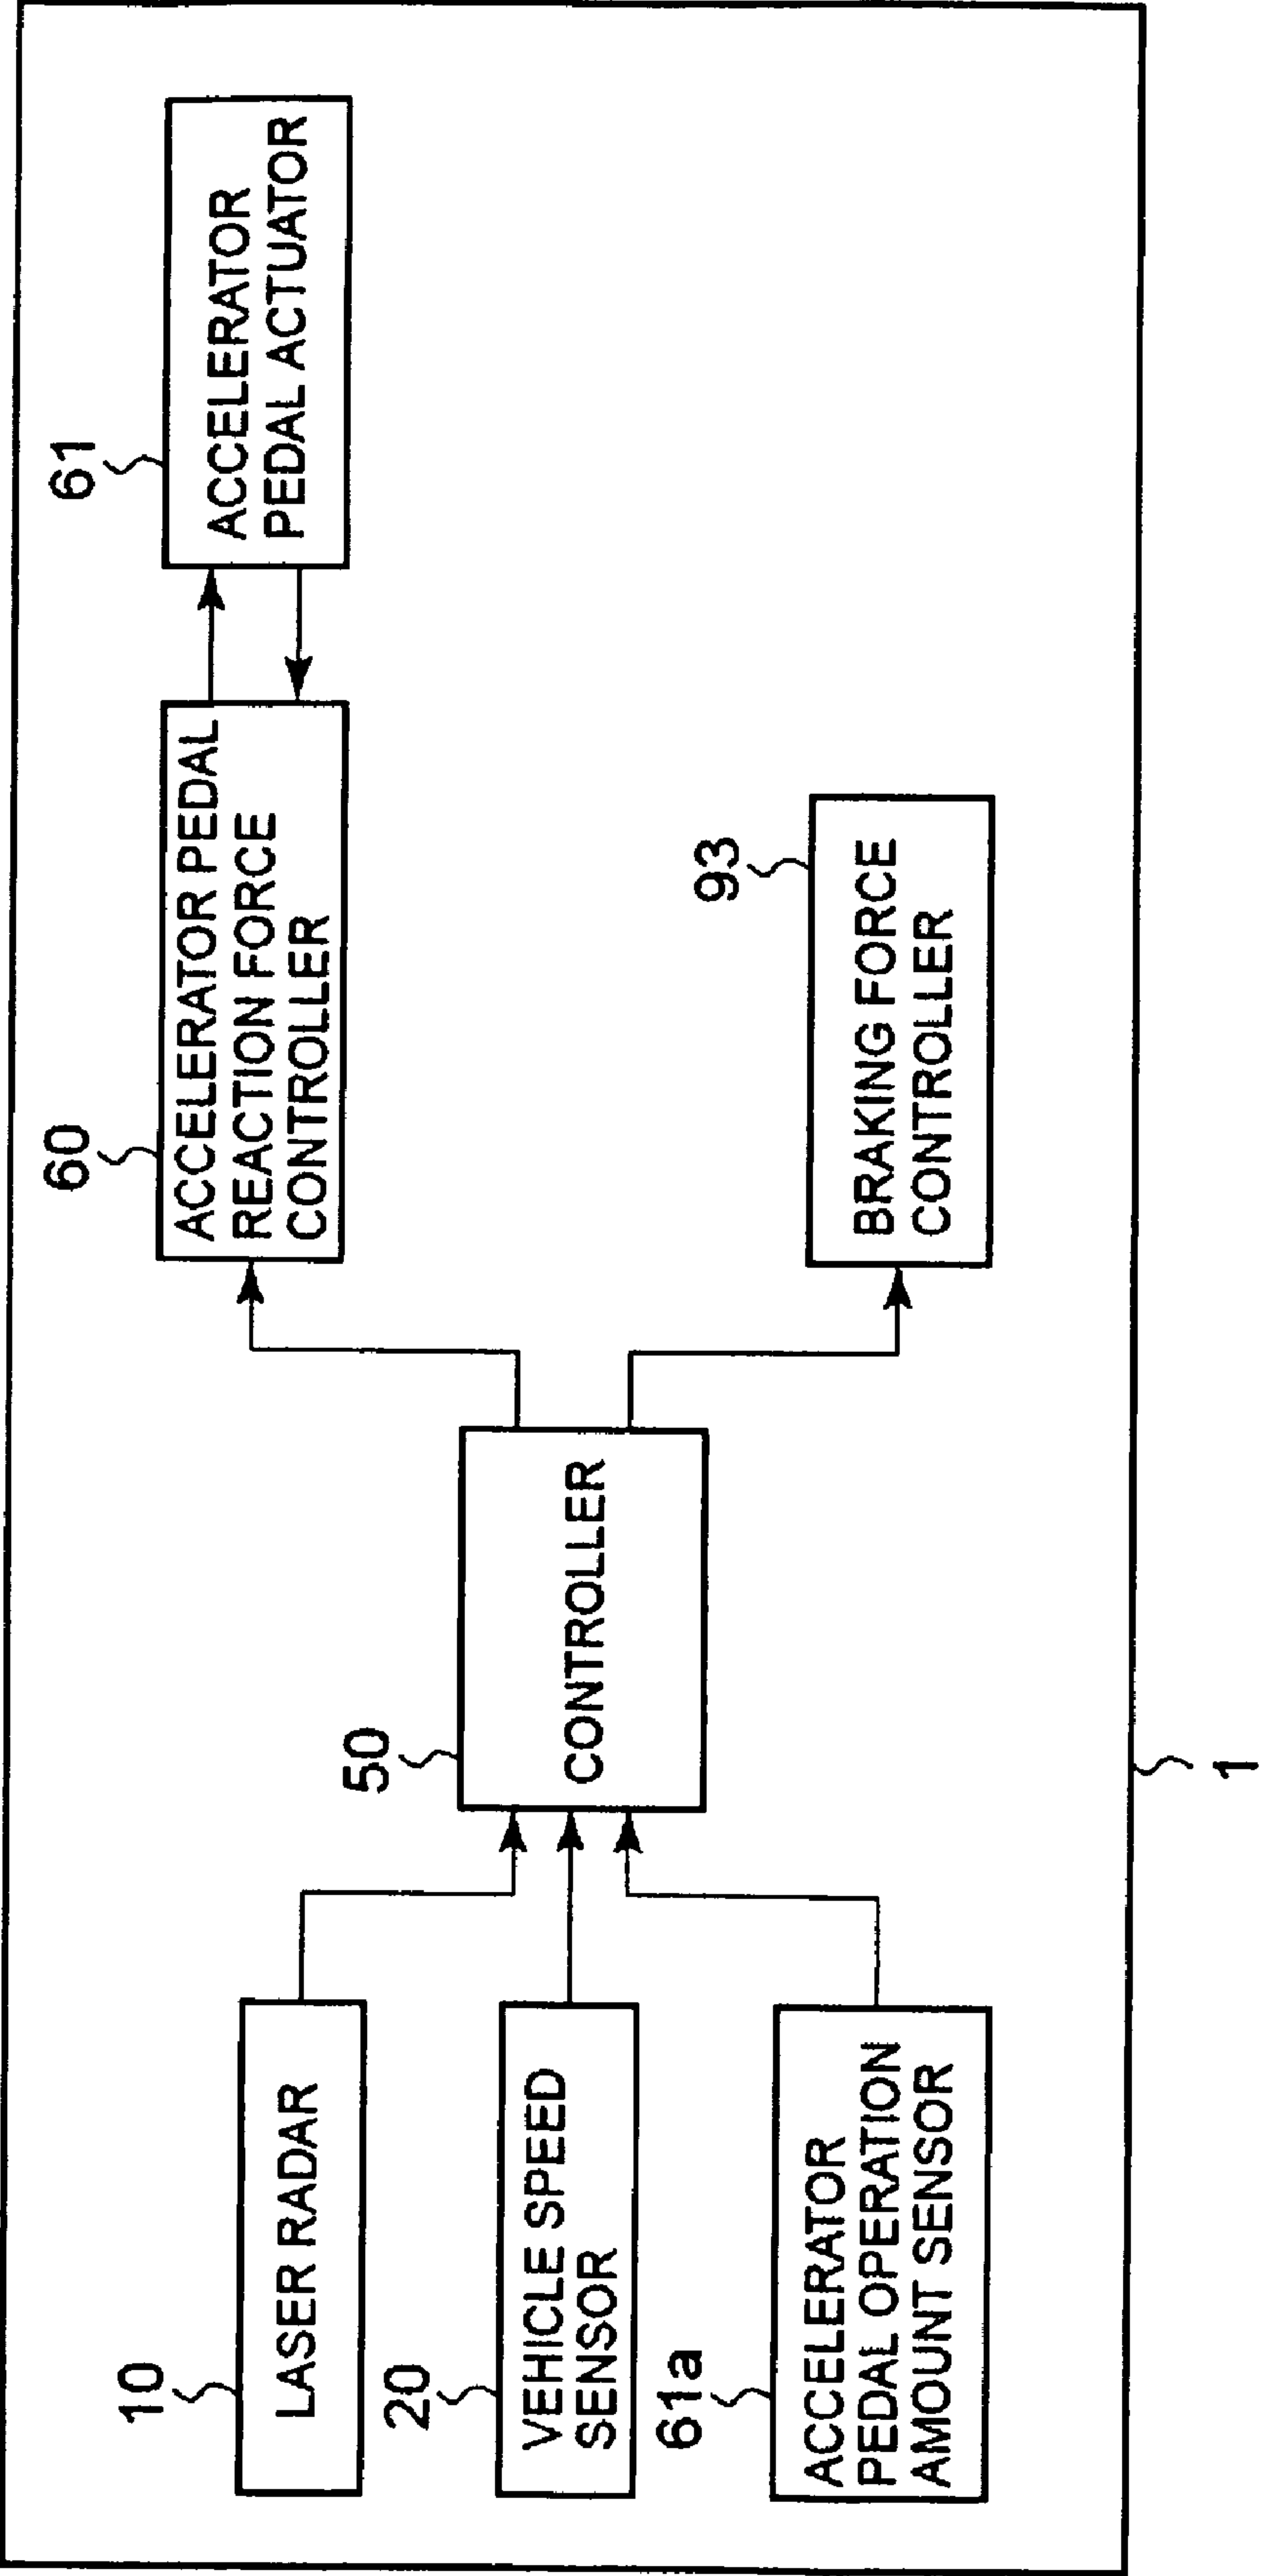 10
LASER RADAR
20
VEHICLE SPEED
SENSOR
61a
ACCELERATOR
PEDAL OPERATION
AMOUNT SENSOR
50
CONTROLLER
60
ACCELERATOR PEDAL
REACTION FORCE
CONTROLLER
61
ACCELERATOR
PEDAL ACTUATOR
93
BRAKING FORCE
CONTROLLER
1